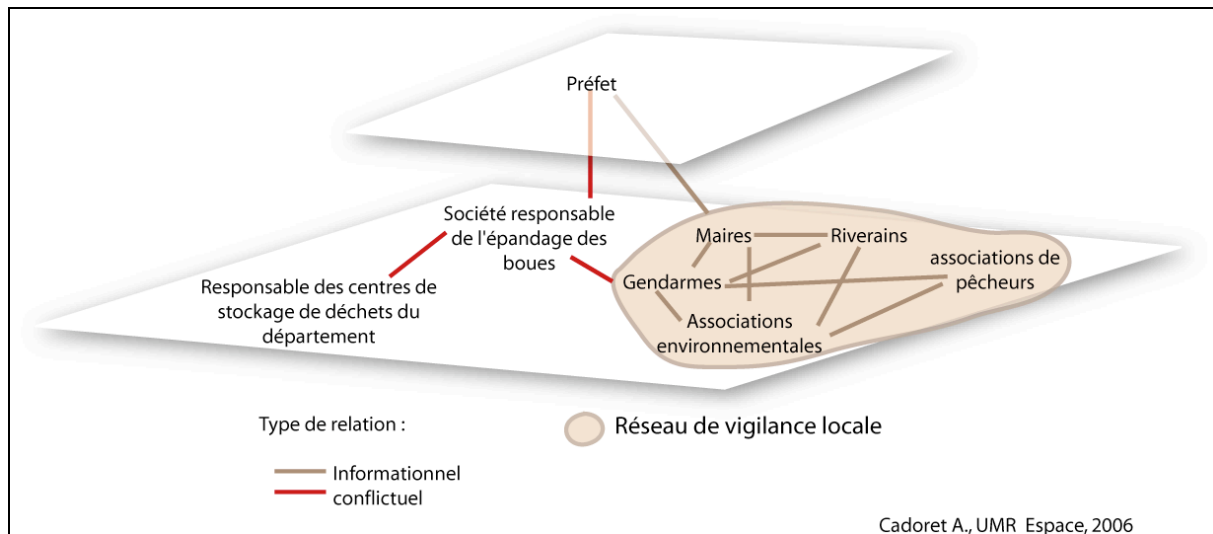 Préfet
Société responsable
de l'épandage des
boues
Maires
Riverains
associations de
pêcheurs
Gendarmes
Responsable des centres de
stockage de déchets du
département
Associations
environnementales
Type de relation :
Réseau de vigilance locale
Informationnel
conflictuel
Cadoret A., UMR Espace, 2006